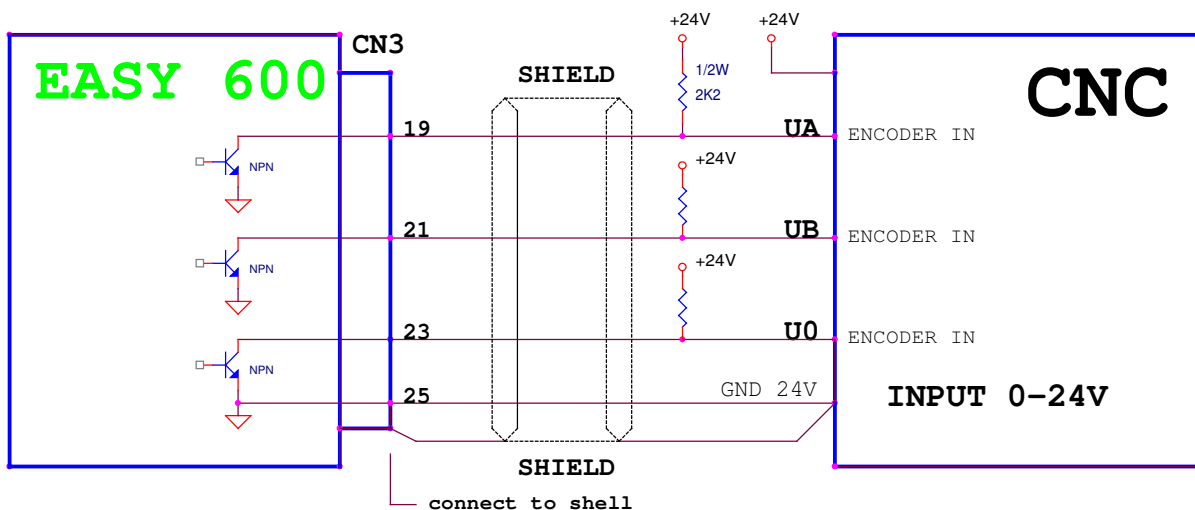 +24V +24V
CN3
EASY 600
SHIELD
1/2W
2K2
CNC
19 UA ENCODER IN
NPN
+24V
21 UB ENCODER IN
NPN
+24V
23 U0 ENCODER IN
NPN
25 GND 24V INPUT 0-24V
SHIELD
connect to shell